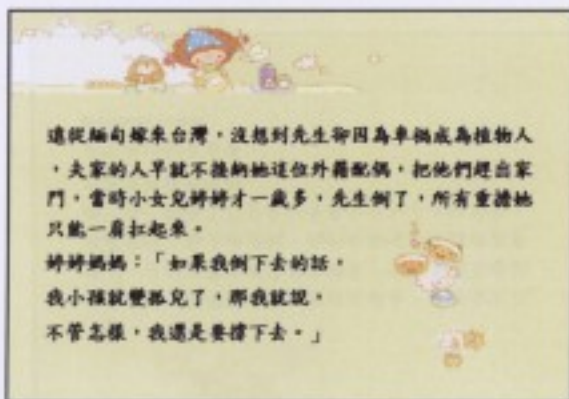 遠從緬甸嫁來台灣，沒想到先生卻因為車禍成為植物人
，夫家的人早就不接納她這位外籍配偶，把他們趕出家
門，當時小女兒婷婷才一歲多，先生倒了，所有重擔她
只能一肩扛起來。
婷婷媽媽：「如果我倒下去的話，
我小孩就變孤兒了，那我就說，
不管怎樣，我還是要撐下去。」